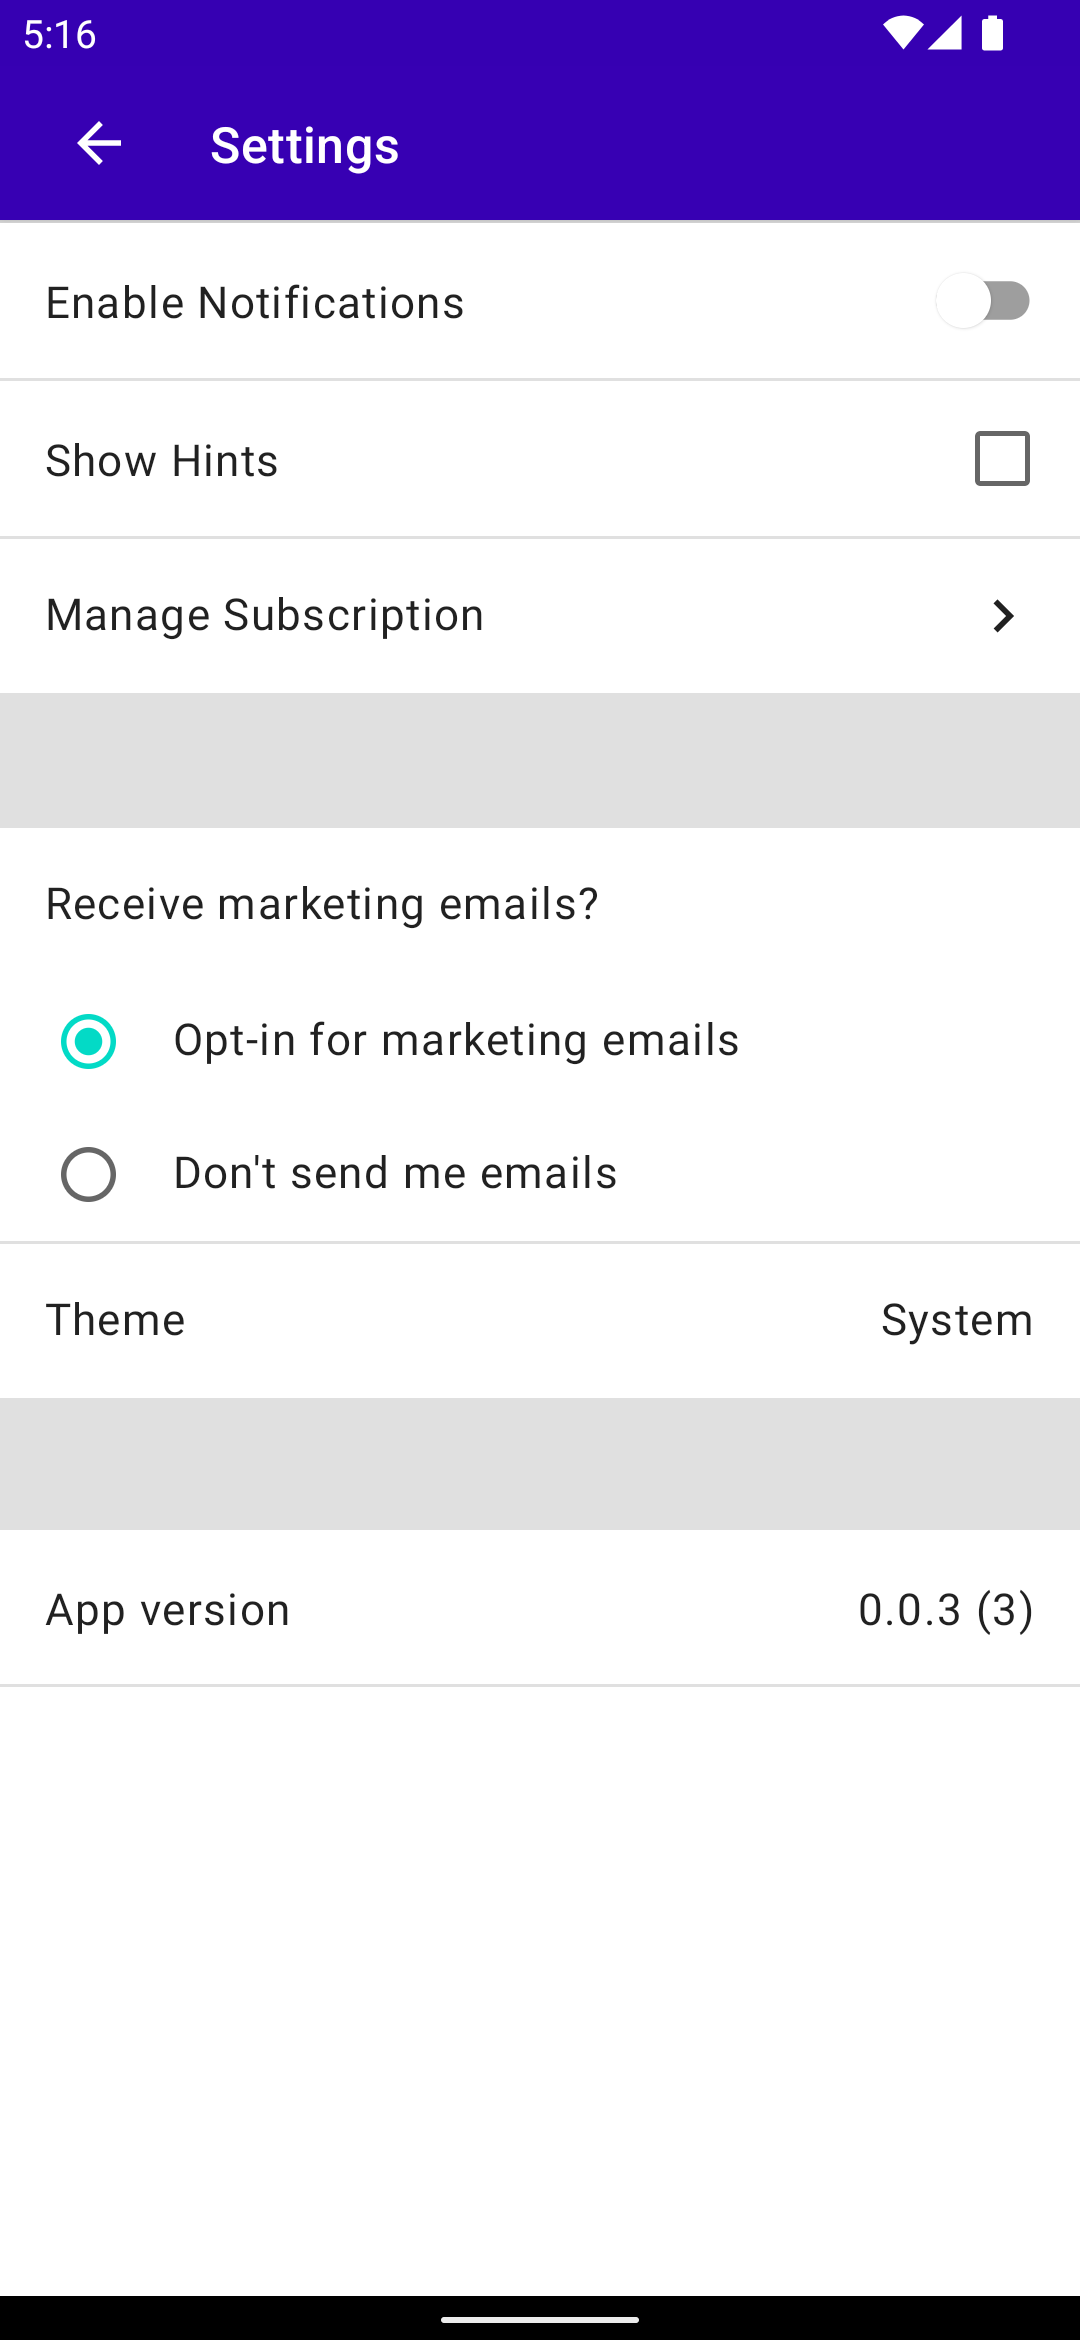 5:16
Settings
Enable Notifications
Show Hints
Manage Subscription
Receive marketing emails?
Opt-in for marketing emails
Don't send me emails
Theme System
App version 0.0.3 (3)